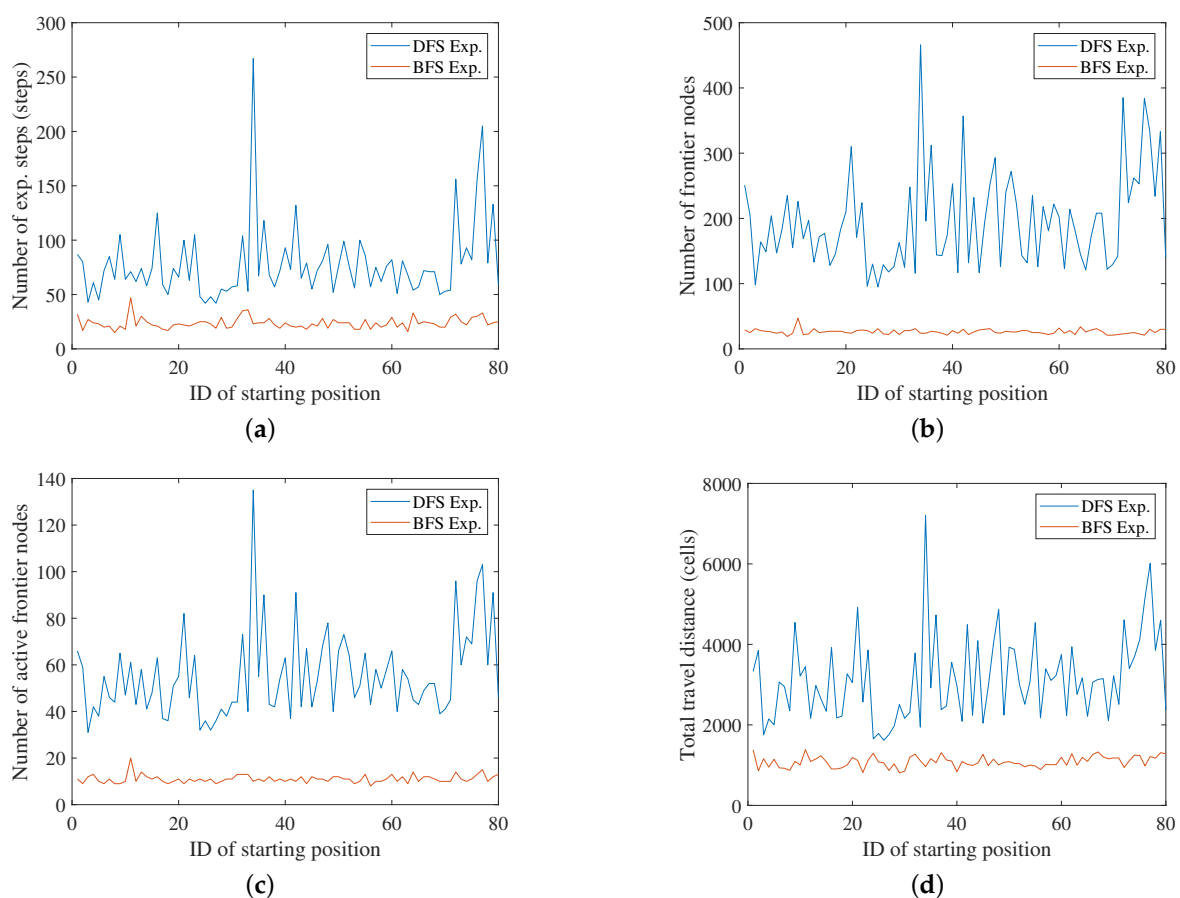 300
250
200
150
100
50
0
Number of exp. steps (steps)
DFS Exp.
BFS Exp.
0 20 40 60 80
ID of starting position
(a)
500
400
300
200
100
0
Number of frontier nodes
DFS Exp.
BFS Exp.
0 20 40 60 80
ID of starting position
(b)
140
120
100
80
60
40
20
0
Number of active frontier nodes
DFS Exp.
BFS Exp.
0 20 40 60 80
ID of starting position
(c)
8000
6000
4000
2000
0
Total travel distance (cells)
DFS Exp.
BFS Exp.
0 20 40 60 80
ID of starting position
(d)